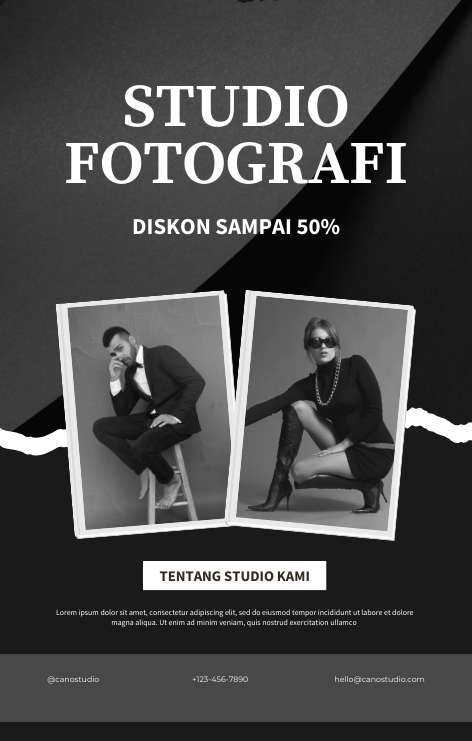 STUDIO
FOTOGRAFI
DISKON SAMPAI 50%
TENTANG STUDIO KAMI
Lorem ipsum dolor sit amet, consectetur adipiscing elit, sed do eiusmod tempor incididunt ut labore et dolore
magna aliqua. Ut enim ad minim veniam, quis nostrud exercitation ullamco
@canostudio +123-456-7890 hello@canostudio.com